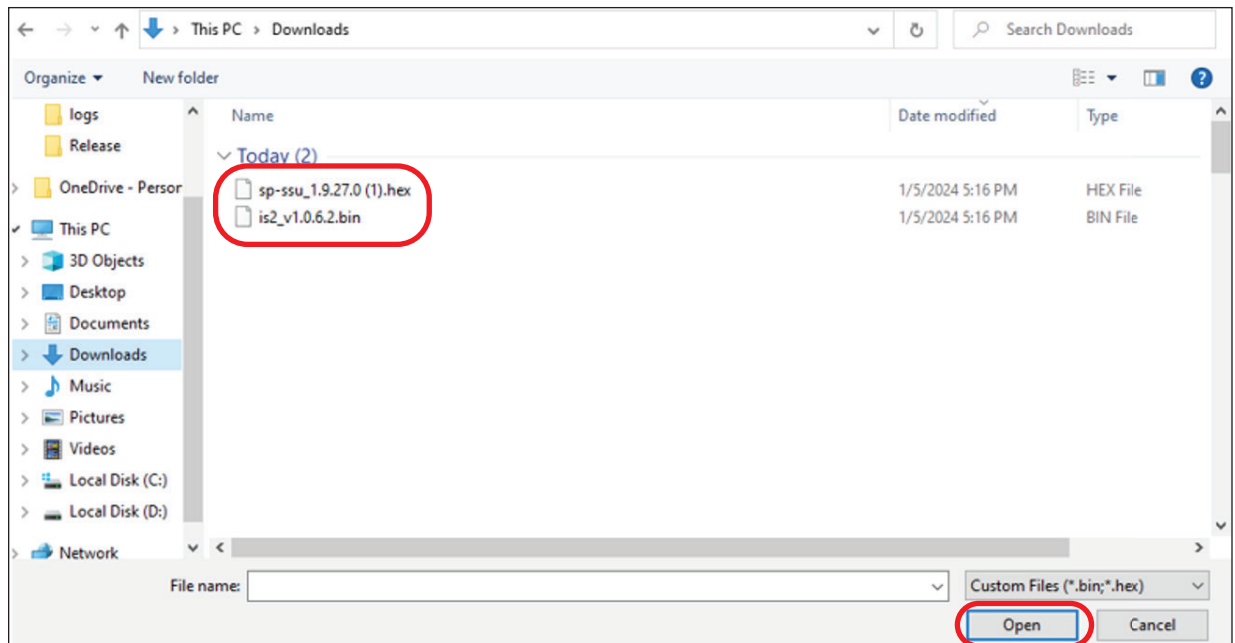 This PC > Downloads
Search Downloads
Organize
New folder
logs
Release
OneDrive - Person
This PC
3D Objects
Desktop
Documents
Downloads
Music
Pictures
Videos
Local Disk (C:)
Local Disk (D:)
Network
Name
Date modified
Type
Today (2)
sp-ssu_1.9.27.0 (1).hex
1/5/2024 5:16 PM
HEX File
is2_v1.0.6.2.bin
1/5/2024 5:16 PM
BIN File
File name:
Custom Files (*.bin;*.hex)
Open
Cancel